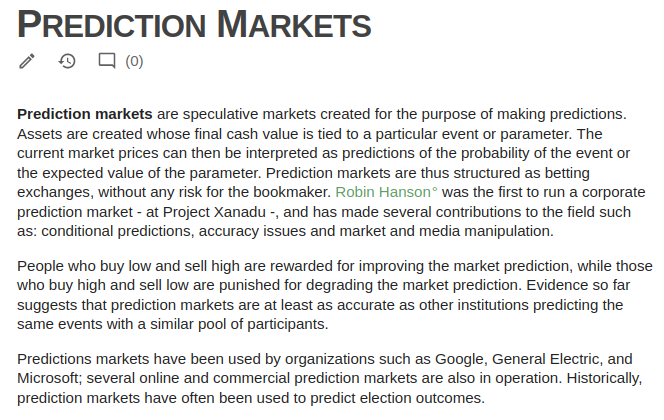 PREDICTION MARKETS
(0)
Prediction markets are speculative markets created for the purpose of making predictions.
Assets are created whose final cash value is tied to a particular event or parameter. The
current market prices can then be interpreted as predictions of the probability of the event or
the expected value of the parameter. Prediction markets are thus structured as betting
exchanges, without any risk for the bookmaker. Robin Hanson° was the first to run a corporate
prediction market - at Project Xanadu -, and has made several contributions to the field such
as: conditional predictions, accuracy issues and market and media manipulation.
People who buy low and sell high are rewarded for improving the market prediction, while those
who buy high and sell low are punished for degrading the market prediction. Evidence so far
suggests that prediction markets are at least as accurate as other institutions predicting the
same events with a similar pool of participants.
Predictions markets have been used by organizations such as Google, General Electric, and
Microsoft; several online and commercial prediction markets are also in operation. Historically,
prediction markets have often been used to predict election outcomes.